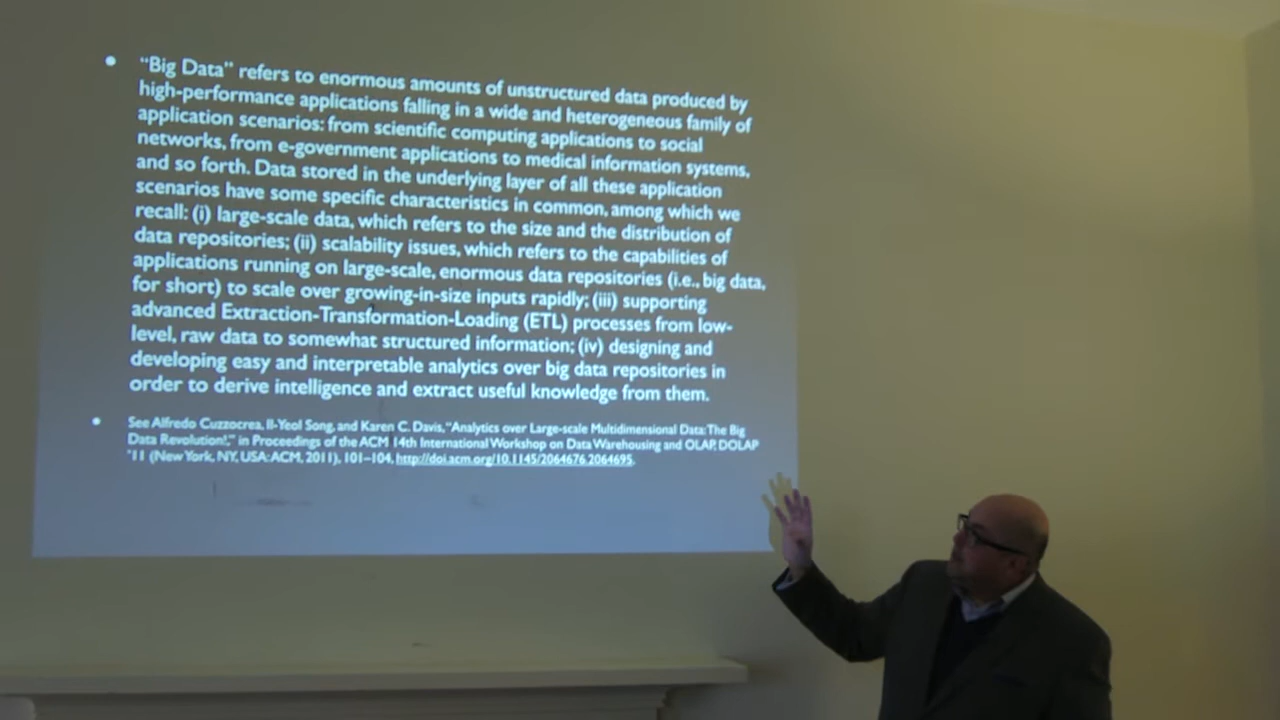 • “Big Data” refers to enormous amounts of unstructured data produced by
high-performance applications falling in a wide and heterogeneous family of
application scenarios: from scientific computing applications to social
networks, from e-government applications to medical information systems,
and so forth. Data stored in the underlying layer of all these application
scenarios have some specific characteristics in common, among which we
recall: (i) large-scale data, which refers to the size and the distribution of
data repositories; (ii) scalability issues, which refers to the capabilities of
applications running on large-scale, enormous data repositories (i.e., big data,
for short) to scale over growing-in-size inputs rapidly; (iii) supporting
advanced Extraction-Transformation-Loading (ETL) processes from low-
level, raw data to somewhat structured information; (iv) designing and
developing easy and interpretable analytics over big data repositories in
order to derive intelligence and extract useful knowledge from them.
• See Alfredo Cuzzocrea, Il-Yeol Song, and Karen C. Davis, “Analytics over Large-scale Multidimensional Data: The Big
Data Revolution!,” in Proceedings of the ACM 14th International Workshop on Data Warehousing and OLAP, DOLAP
’11 (New York, NY, USA: ACM, 2011), 101–104, http://doi.acm.org/10.1145/2064676.2064695.